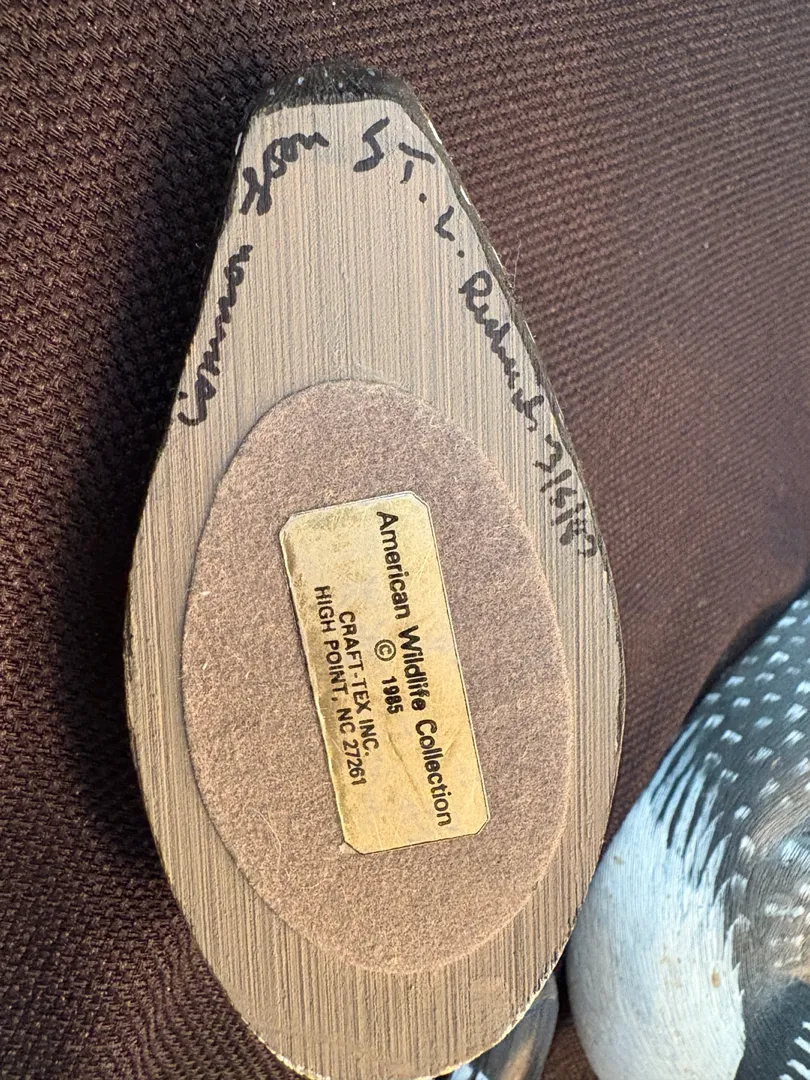 common loon
American Wildlife Collection
© 1985
CRAFT-TEX INC.
HIGH POINT, NC 27261